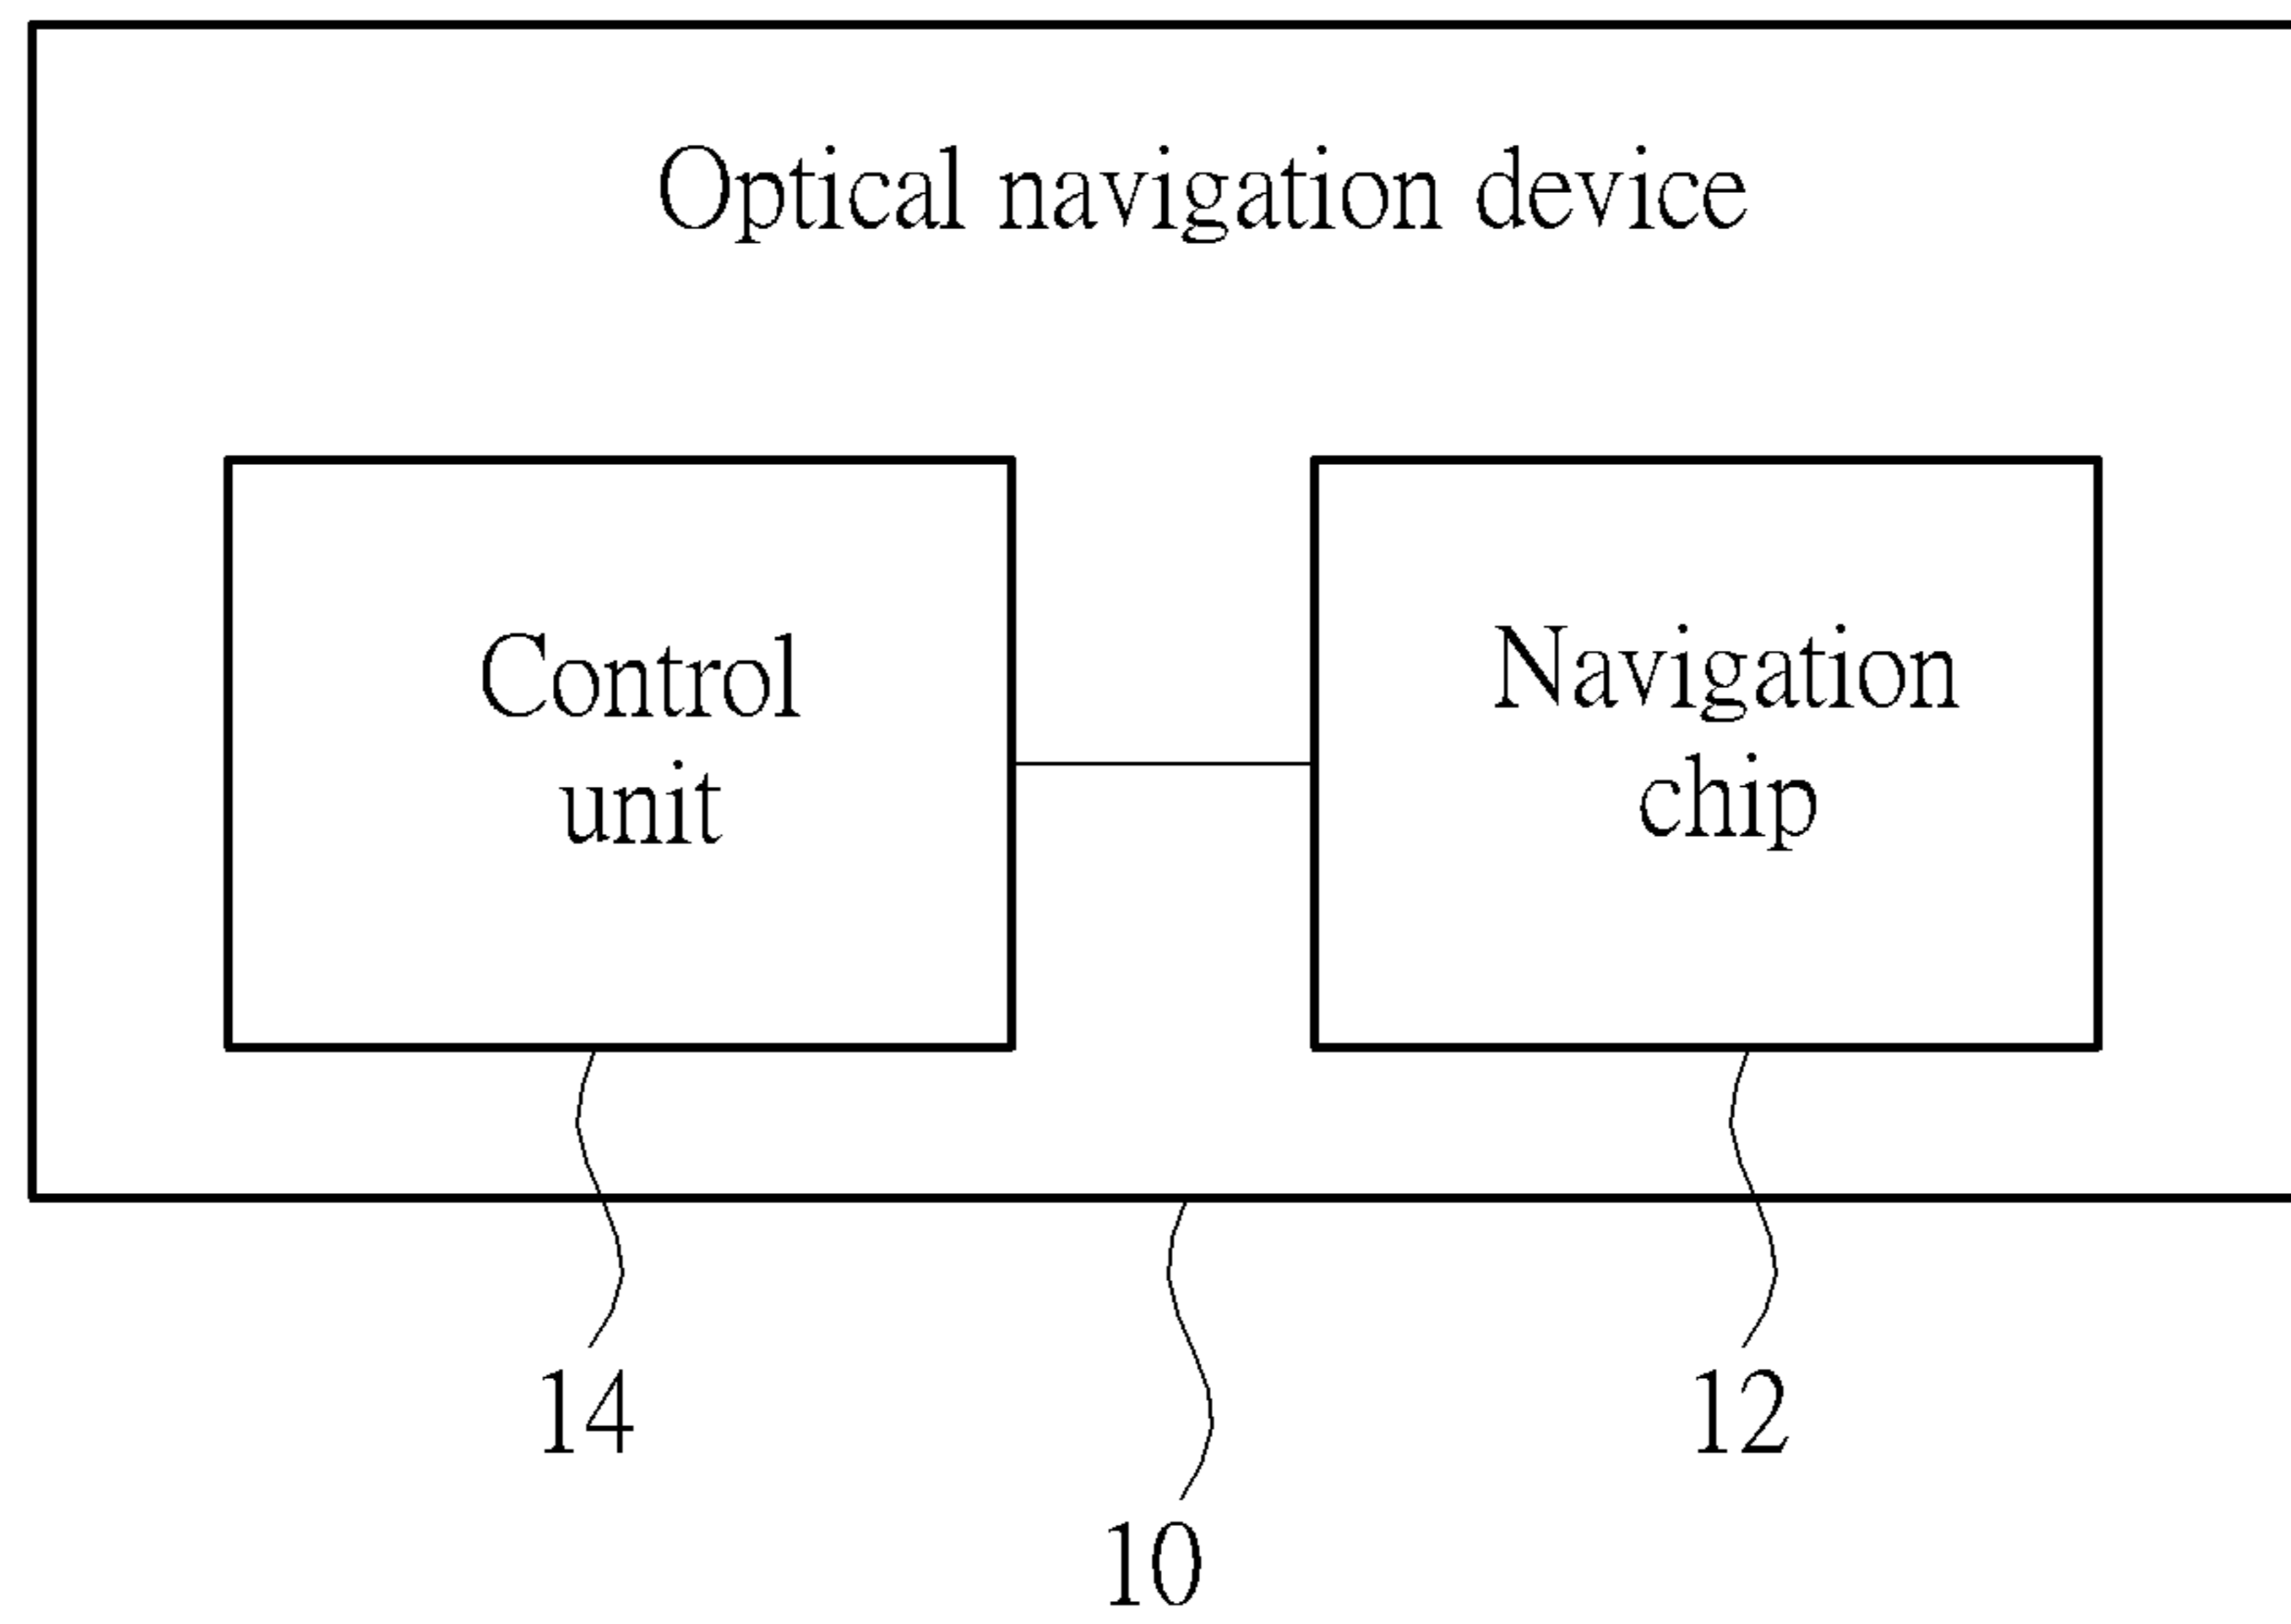 Optical navigation device
Control
unit
Navigation
chip
14
12
10